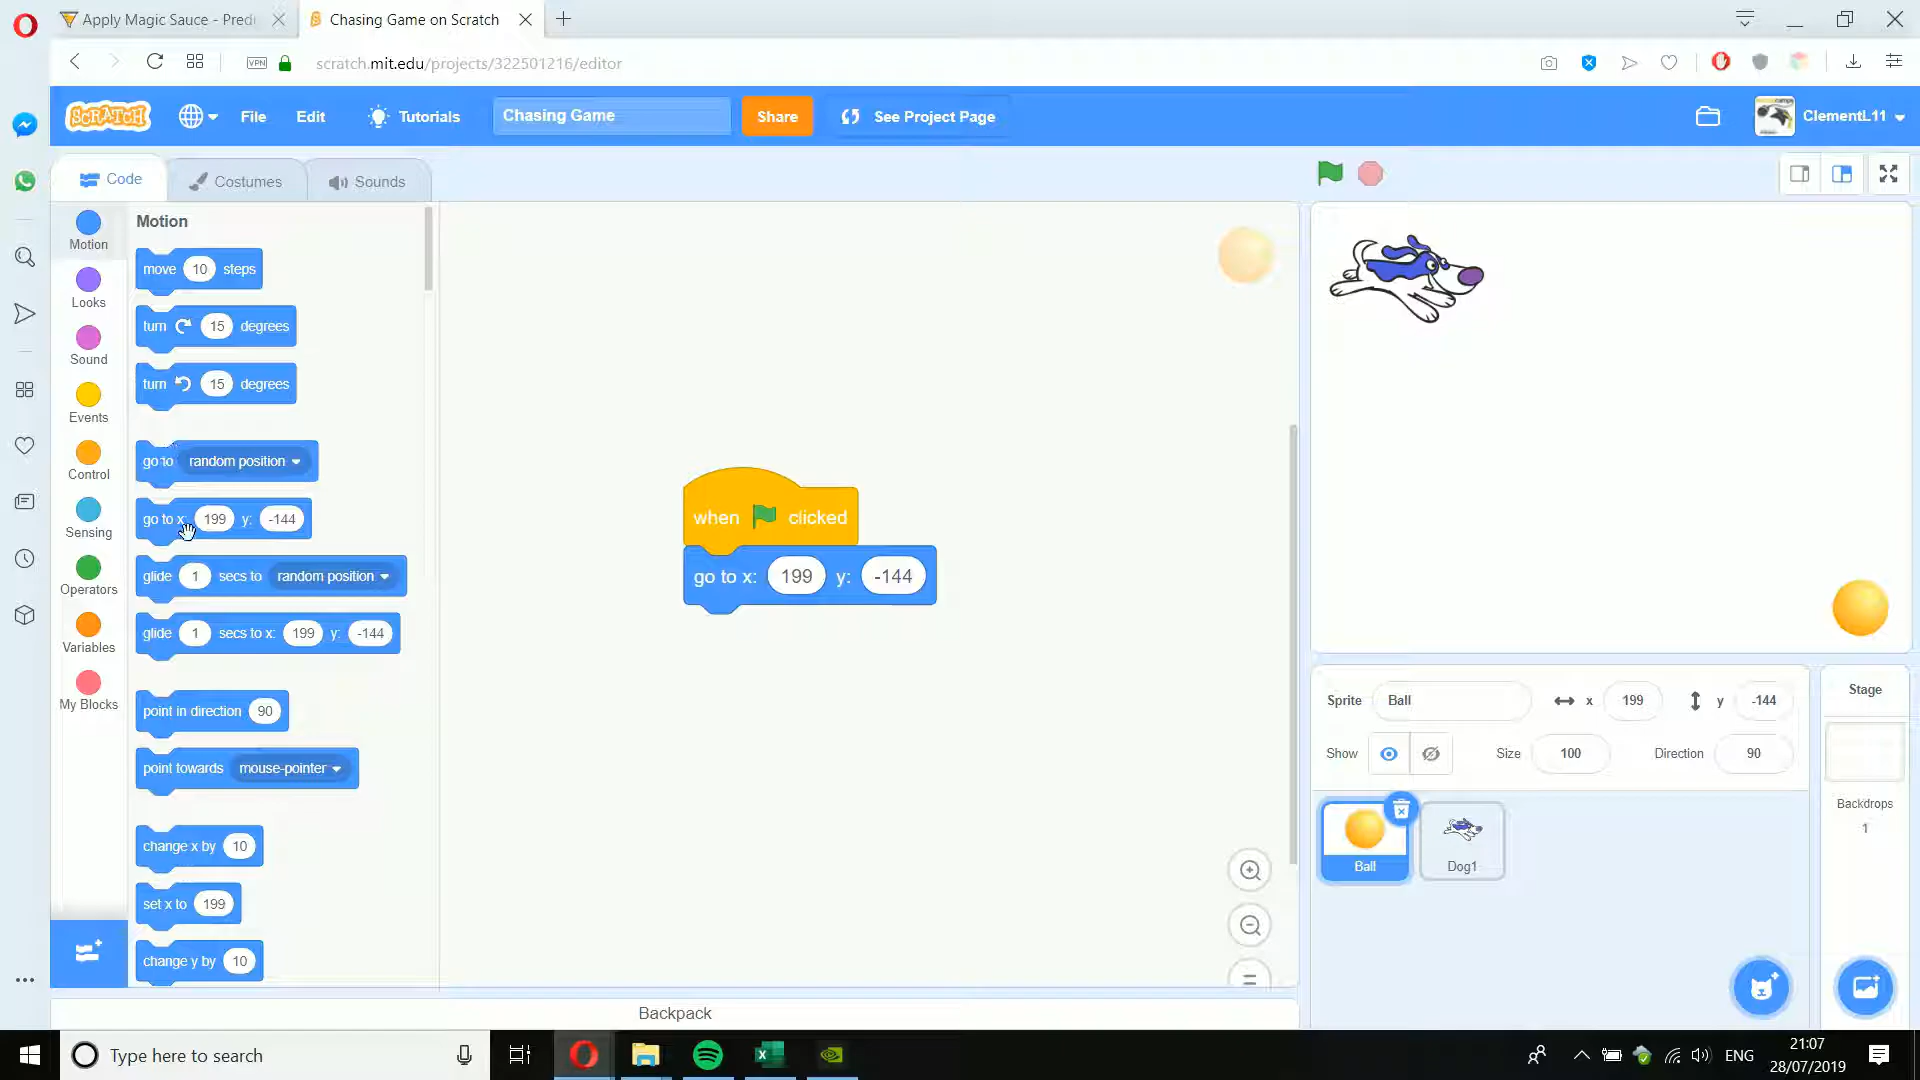 Apply Magic Sauce - Pred
Chasing Game on Scratch
VPN
scratch.mit.edu/projects/322501216/editor
SCRATCH
File
Edit
Tutorials
Chasing Game
Share
See Project Page
ClementL11
Code
Costumes
Sounds
Motion
Looks
Sound
Events
Control
Sensing
Operators
Variables
My Blocks
Motion
move 10 steps
turn 15 degrees
turn 15 degrees
go to random position
go to x: 199 y: -144
glide 1 secs to random position
glide 1 secs to x: 199 y: -144
point in direction 90
point towards mouse-pointer
change x by 10
set x to 199
change y by 10
when clicked
go to x: 199 y: -144
Backpack
Sprite Ball x 199 y -144
Show Size 100 Direction 90
Ball
Dog1
Stage
Backdrops
1
Type here to search
ENG
21:07
28/07/2019